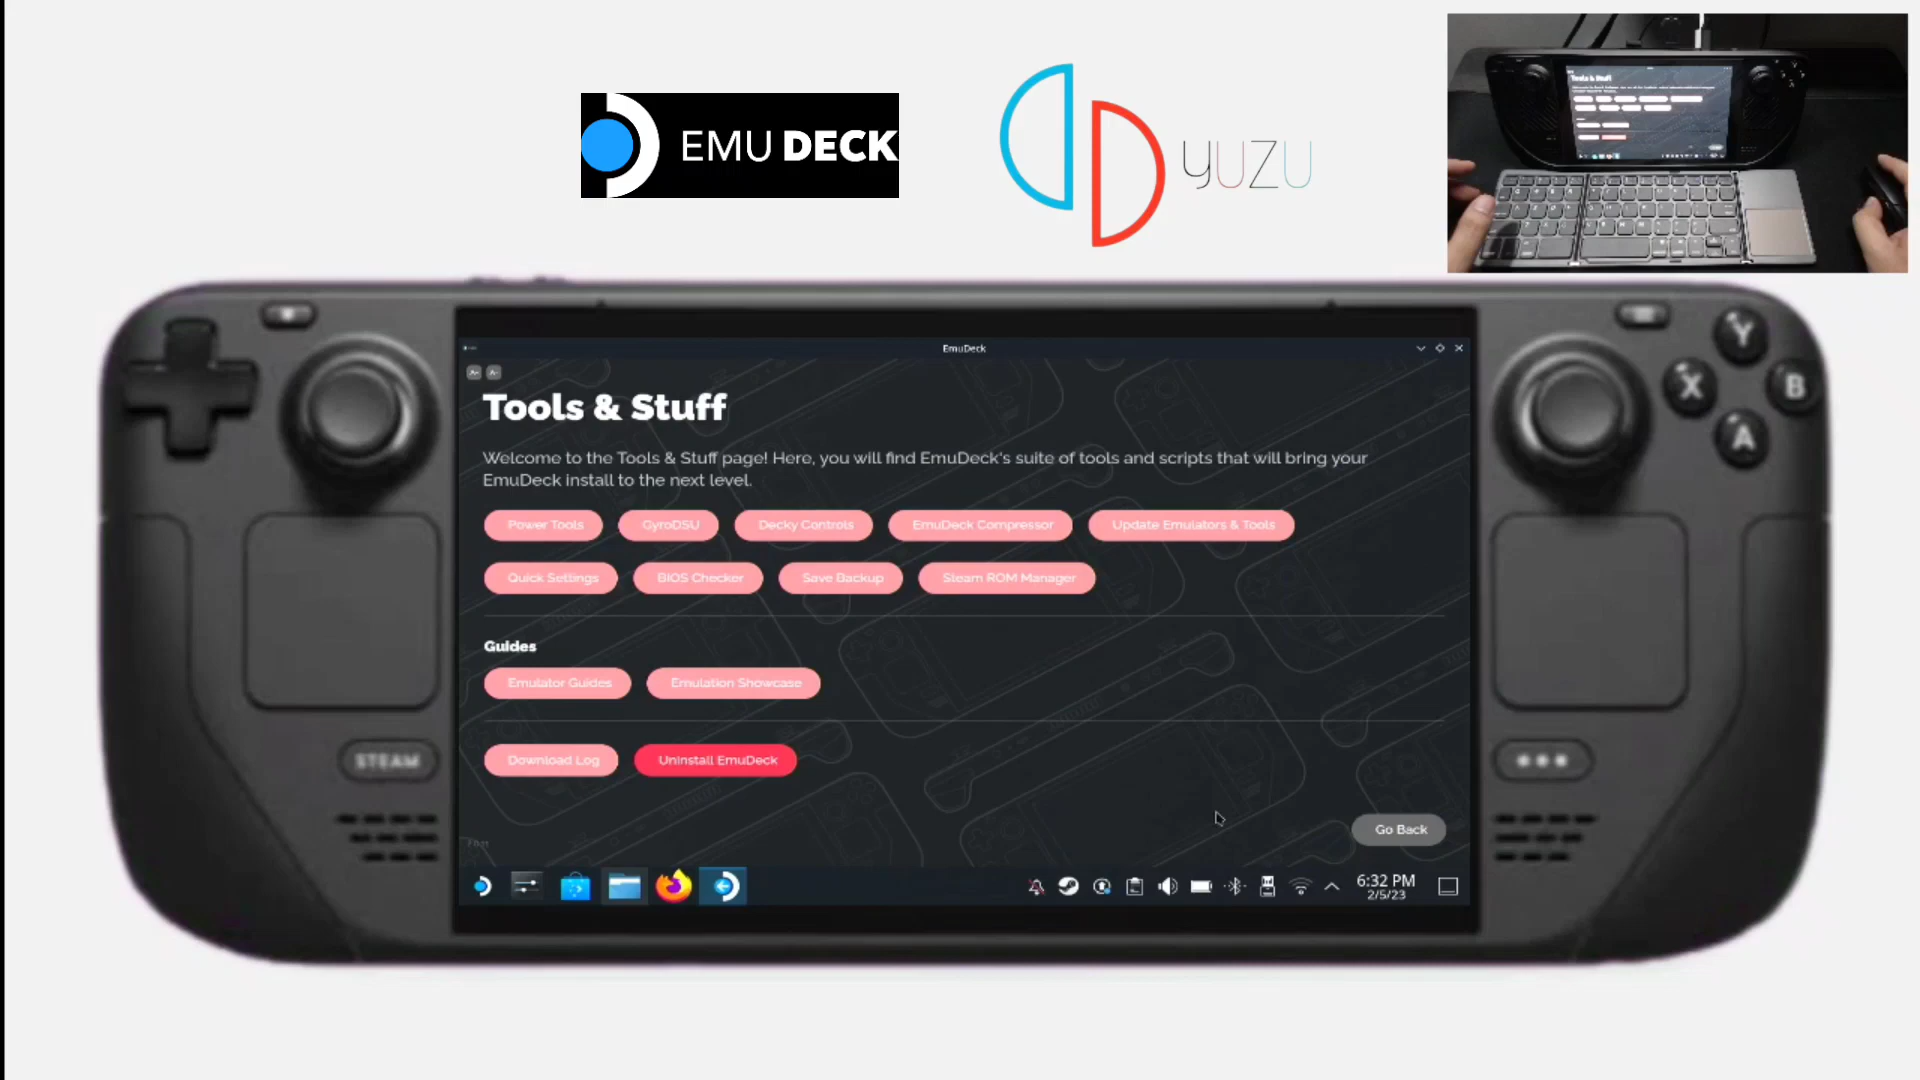 EMU DECK
yuzu
EmuDeck
Tools & Stuff
Welcome to the Tools & Stuff page! Here, you will find EmuDeck's suite of tools and scripts that will bring your
EmuDeck install to the next level.
Power Tools GyroDSU Decky Controls EmuDeck Compressor Update Emulators & Tools
Quick Settings BIOS Checker Save Backup Steam ROM Manager
Guides
Emulator Guides Emulation Showcase
Download Log Uninstall EmuDeck
Go Back
6:32 PM
2/5/23
STEAM
Y
X
B
A
Tools & Stuff